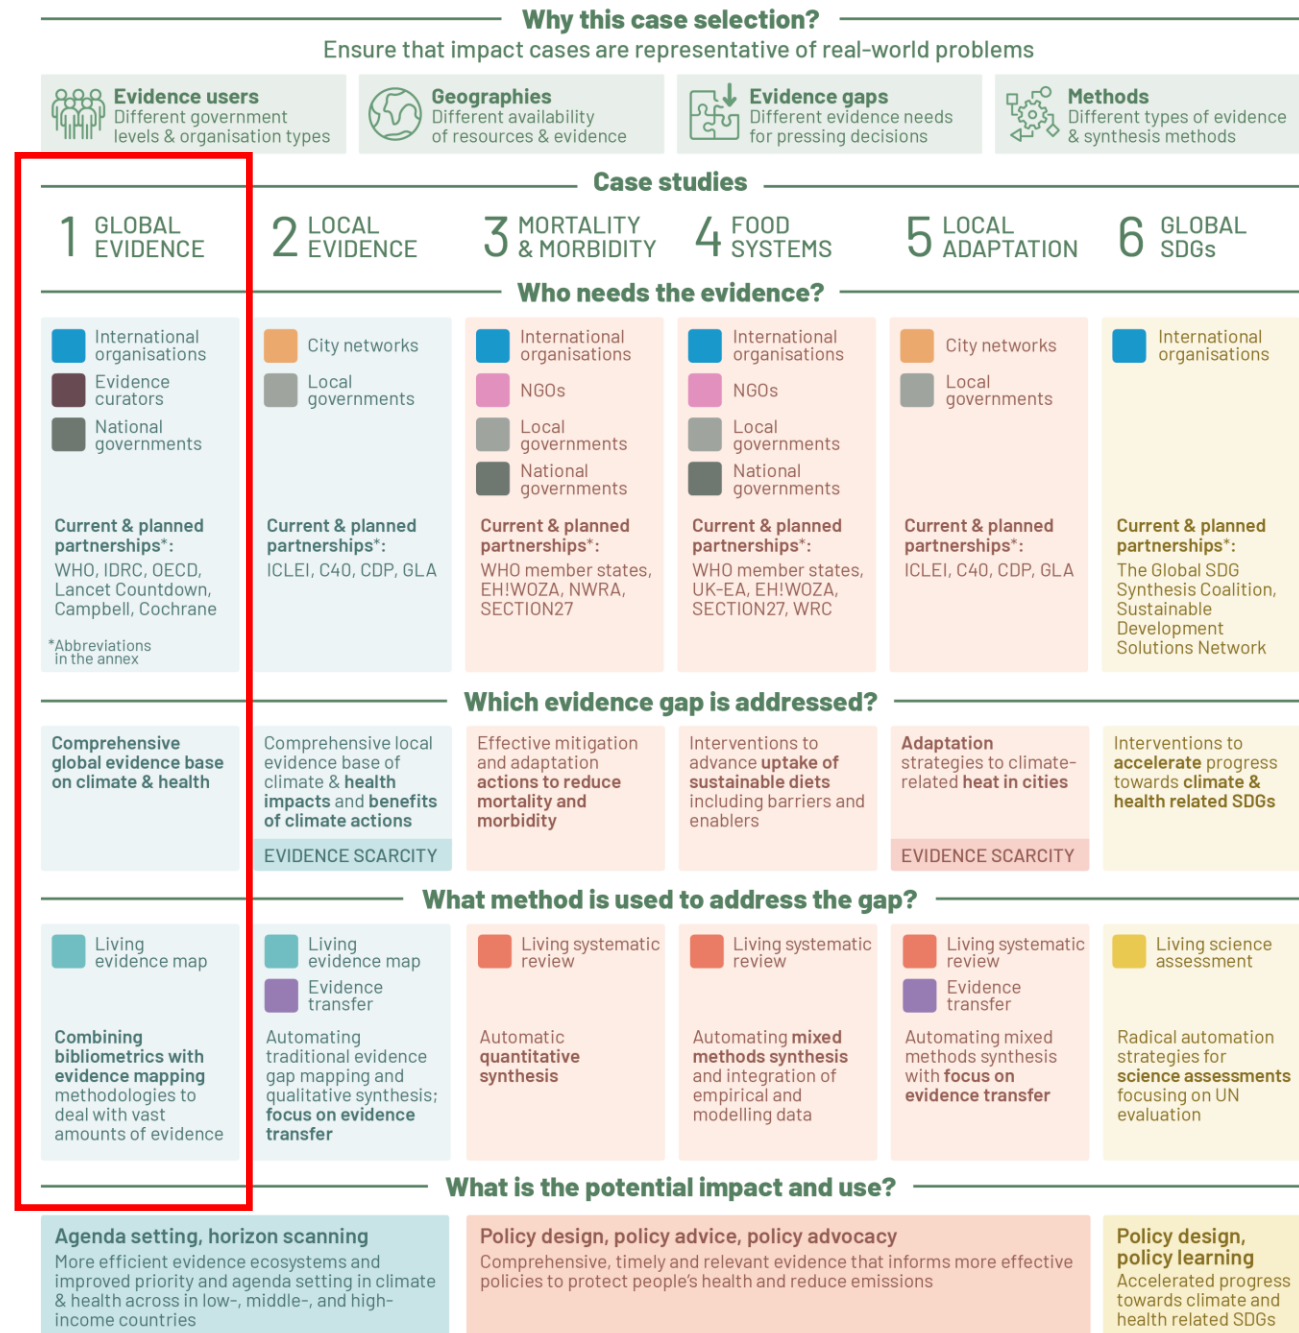 Why this case selection?
Ensure that impact cases are representative of real-world problems
Evidence users
Different government
levels & organisation types
Geographies
Different availability
of resources & evidence
Evidence gaps
Different evidence needs
for pressing decisions
Methods
Different types of evidence
& synthesis methods
Case studies
1 GLOBAL
EVIDENCE
2 LOCAL
EVIDENCE
3 MORTALITY
& MORBIDITY
4 FOOD
SYSTEMS
5 LOCAL
ADAPTATION
6 GLOBAL
SDGs
Who needs the evidence?
International
organisations
Evidence
curators
National
governments
Current & planned
partnerships*:
WHO, IDRC, OECD,
Lancet Countdown,
Campbell, Cochrane
*Abbreviations
in the annex
City networks
Local
governments
Current & planned
partnerships*:
ICLEI, C40, CDP, GLA
International
organisations
NGOs
Local
governments
National
governments
Current & planned
partnerships*:
WHO member states,
EH!WOZA, NWRA,
SECTION27
International
organisations
NGOs
Local
governments
National
governments
Current & planned
partnerships*:
WHO member states,
UK-EA, EH!WOZA,
SECTION27, WRC
City networks
Local
governments
Current & planned
partnerships*:
ICLEI, C40, CDP, GLA
International
organisations
Current & planned
partnerships*:
The Global SDG
Synthesis Coalition,
Sustainable
Development
Solutions Network
Which evidence gap is addressed?
Comprehensive
global evidence base
on climate & health
Comprehensive local
evidence base of
climate & health
impacts and benefits
of climate actions
EVIDENCE SCARCITY
Effective mitigation
and adaptation
actions to reduce
mortality and
morbidity
Interventions to
advance uptake of
sustainable diets
including barriers and
enablers
Adaptation
strategies to climate-
related heat in cities
EVIDENCE SCARCITY
Interventions to
accelerate progress
towards climate &
health related SDGs
What method is used to address the gap?
Living
evidence map
Combining
bibliometrics with
evidence mapping
methodologies to
deal with vast
amounts of evidence
Living
evidence map
Evidence
transfer
Automating
traditional evidence
gap mapping and
qualitative synthesis;
focus on evidence
transfer
Living systematic
review
Automatic
quantitative
synthesis
Living systematic
review
Automating mixed
methods synthesis
and integration of
empirical and
modelling data
Living systematic
review
Evidence
transfer
Automating mixed
methods synthesis
with focus on
evidence transfer
Living science
assessment
Radical automation
strategies for
science assessments
focusing on UN
evaluation
What is the potential impact and use?
Agenda setting, horizon scanning
More efficient evidence ecosystems and
improved priority and agenda setting in climate
& health across in low-, middle-, and high-
income countries
Policy design, policy advice, policy advocacy
Comprehensive, timely and relevant evidence that informs more effective
policies to protect people's health and reduce emissions
Policy design,
policy learning
Accelerated progress
towards climate and
health related SDGs